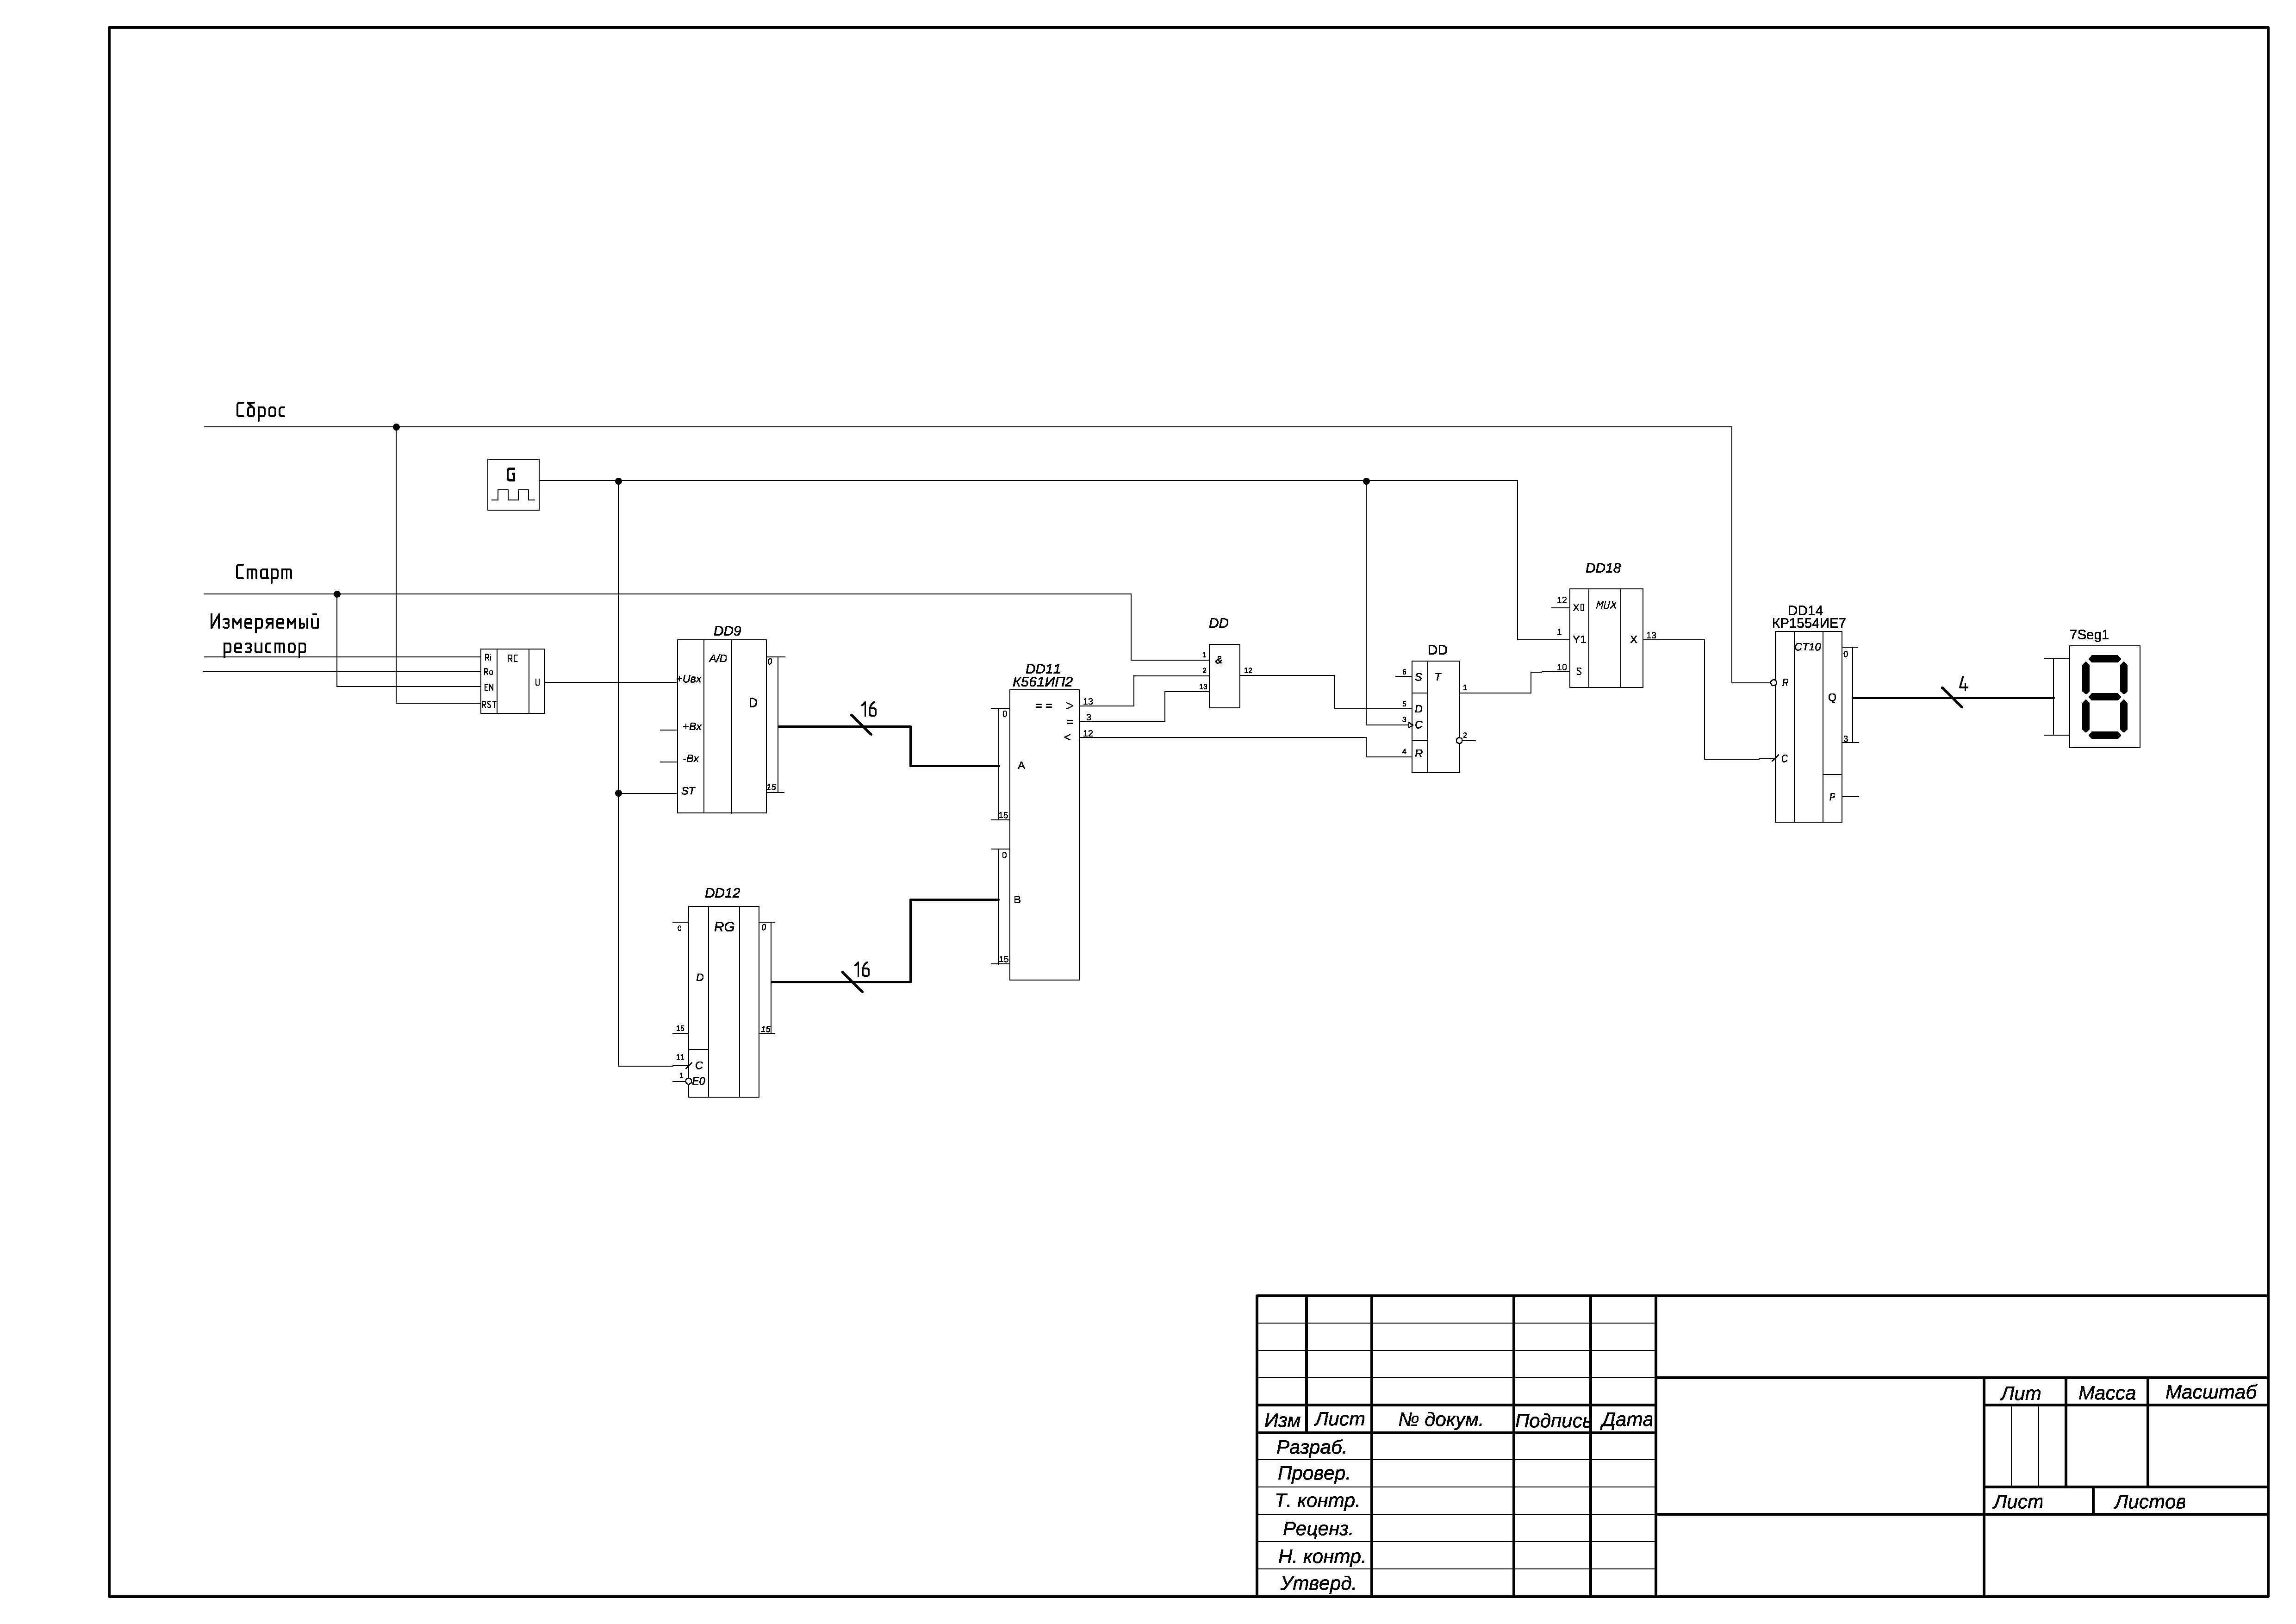 Сброс
G
Старт
Измеряемый
резистор
Ri RC
Ro
EN
RST
U
DD9
A/D
+Uвх
+Вх
-Вх
ST
D
0
15
16
DD12
RG
0
D
15
11 C
1 E0
0
15
16
DD11
К561ИП2
0
A
15
0
B
15
== > 13
= 3
< 12
DD
1 &
2
13
12
DD
6 S T
5 D
3 C
4 R
1
2
DD18
12 X0 MUX
1 Y1
10 S
X 13
DD14
КР1554ИЕ7
CT10
R
C
0
Q
3
P
4
7Seg1
Изм Лист № докум. Подпись Дата
Разраб.
Провер.
Т. контр.
Реценз.
Н. контр.
Утверд.
Лит Масса Масштаб
Лист Листов